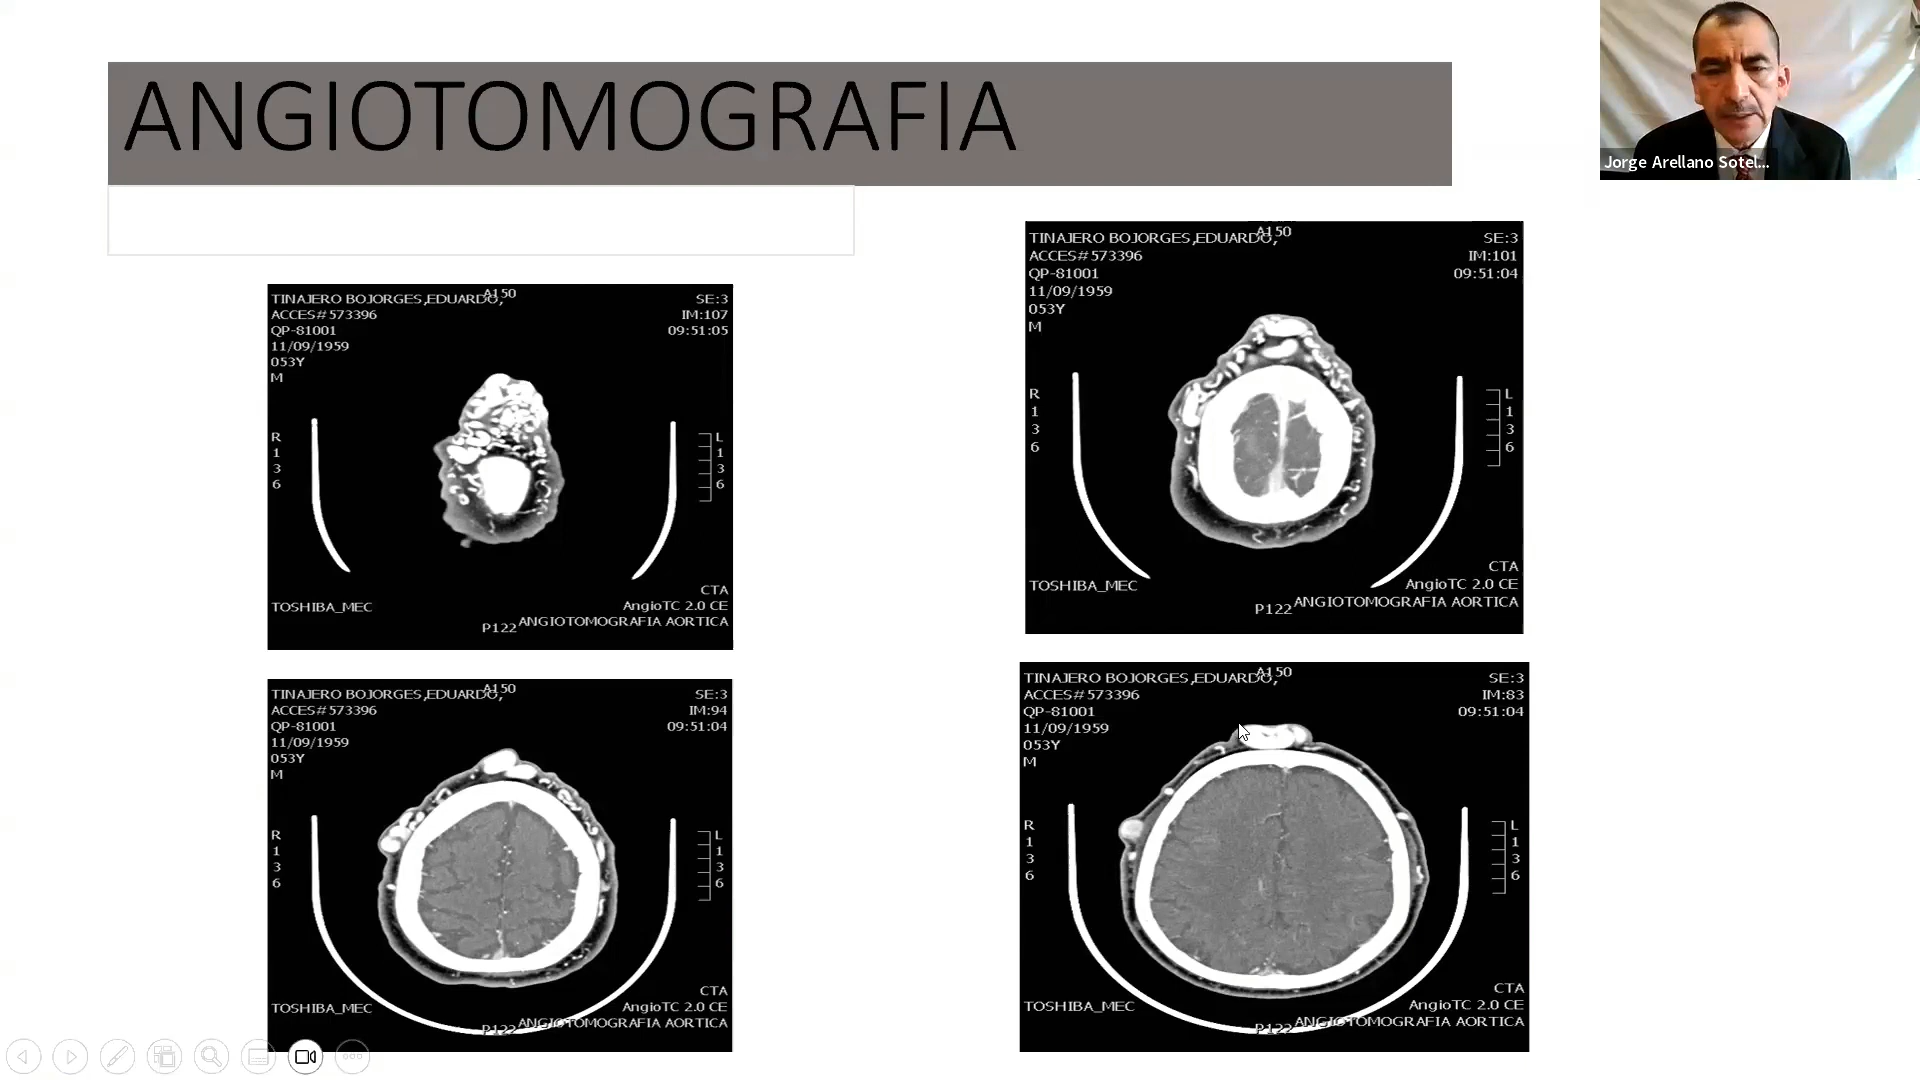 ANGIOTOMOGRAFIA
Jorge Arellano Sotel...
TINAJERO BOJORGES,EDUARDO,
A150
SE:3
ACCES#573396
IM:107
QP-81001
09:51:05
11/09/1959
053Y
M
R
1
3
6
L
1
3
6
CTA
TOSHIBA_MEC
AngioTC 2.0 CE
P122
ANGIOTOMOGRAFIA AORTICA
TINAJERO BOJORGES,EDUARDO,
A150
SE:3
ACCES#573396
IM:101
QP-81001
09:51:04
11/09/1959
053Y
M
R
1
3
6
L
1
3
6
CTA
TOSHIBA_MEC
AngioTC 2.0 CE
P122
ANGIOTOMOGRAFIA AORTICA
TINAJERO BOJORGES,EDUARDO,
A150
SE:3
ACCES#573396
IM:94
QP-81001
09:51:04
11/09/1959
053Y
M
R
1
3
6
L
1
3
6
CTA
TOSHIBA_MEC
AngioTC 2.0 CE
P122
ANGIOTOMOGRAFIA AORTICA
TINAJERO BOJORGES,EDUARDO,
A150
SE:3
ACCES#573396
IM:83
QP-81001
09:51:04
11/09/1959
053Y
M
R
1
3
6
L
1
3
6
CTA
TOSHIBA_MEC
AngioTC 2.0 CE
P122
ANGIOTOMOGRAFIA AORTICA